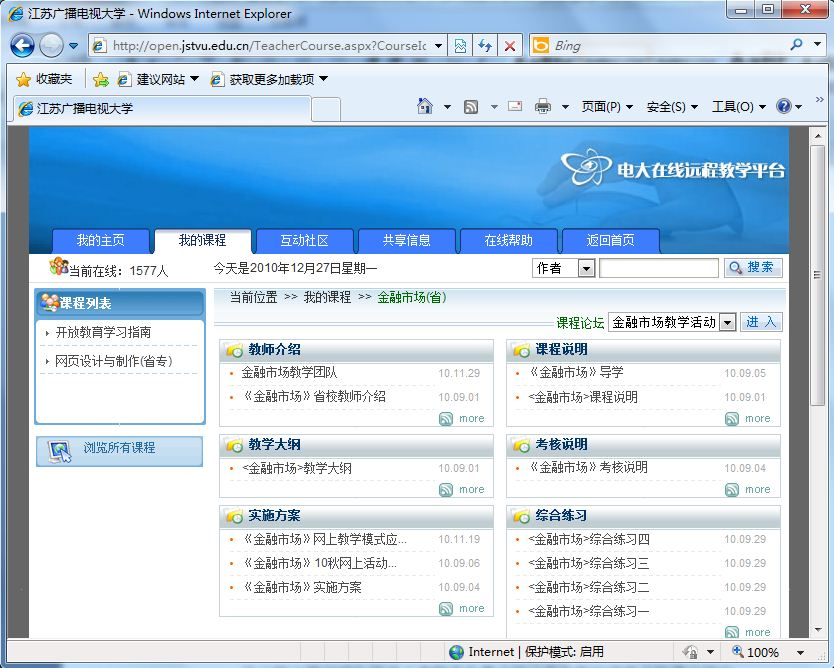 江苏广播电视大学 - Windows Internet Explorer
http://open.jstvu.edu.cn/TeacherCourse.aspx?CourseId
Bing
收藏夹 建议网站 获取更多加载项
江苏广播电视大学 页面(P) 安全(S) 工具(O) »
电大在线远程教学平台
我的主页 我的课程 互动社区 共享信息 在线帮助 返回首页
当前在线：1577人 今天是2010年12月27日星期一 作者 搜索
课程列表
开放教育学习指南
网页设计与制作(省专)
浏览所有课程
当前位置 >> 我的课程 >> 金融市场(省)
课程论坛 金融市场教学活动 进 入
教师介绍
金融市场教学团队 10.11.29
《金融市场》省校教师介绍 10.09.01
more
课程说明
《金融市场》导学 10.09.05
<金融市场>课程说明 10.09.01
more
教学大纲
<金融市场>教学大纲 10.09.01
more
考核说明
《金融市场》考核说明 10.09.04
more
实施方案
《金融市场》网上教学模式应... 10.11.19
《金融市场》10秋网上活动... 10.09.06
《金融市场》实施方案 10.09.04
more
综合练习
<金融市场>综合练习四 10.09.29
<金融市场>综合练习三 10.09.29
<金融市场>综合练习二 10.09.29
<金融市场>综合练习一 10.09.29
more
Internet | 保护模式: 启用 100%